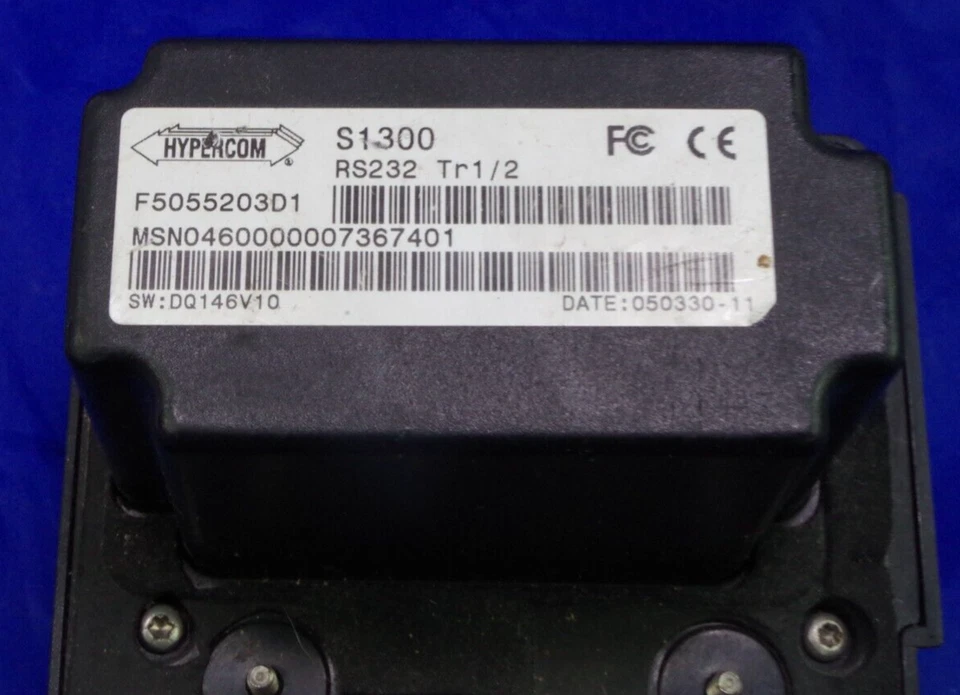 HYPERCOM ®
S1300
RS232 Tr1/2
FC CE
F5055203D1
MSN0460000007367401
SW:DQ146V10
DATE:050330-11